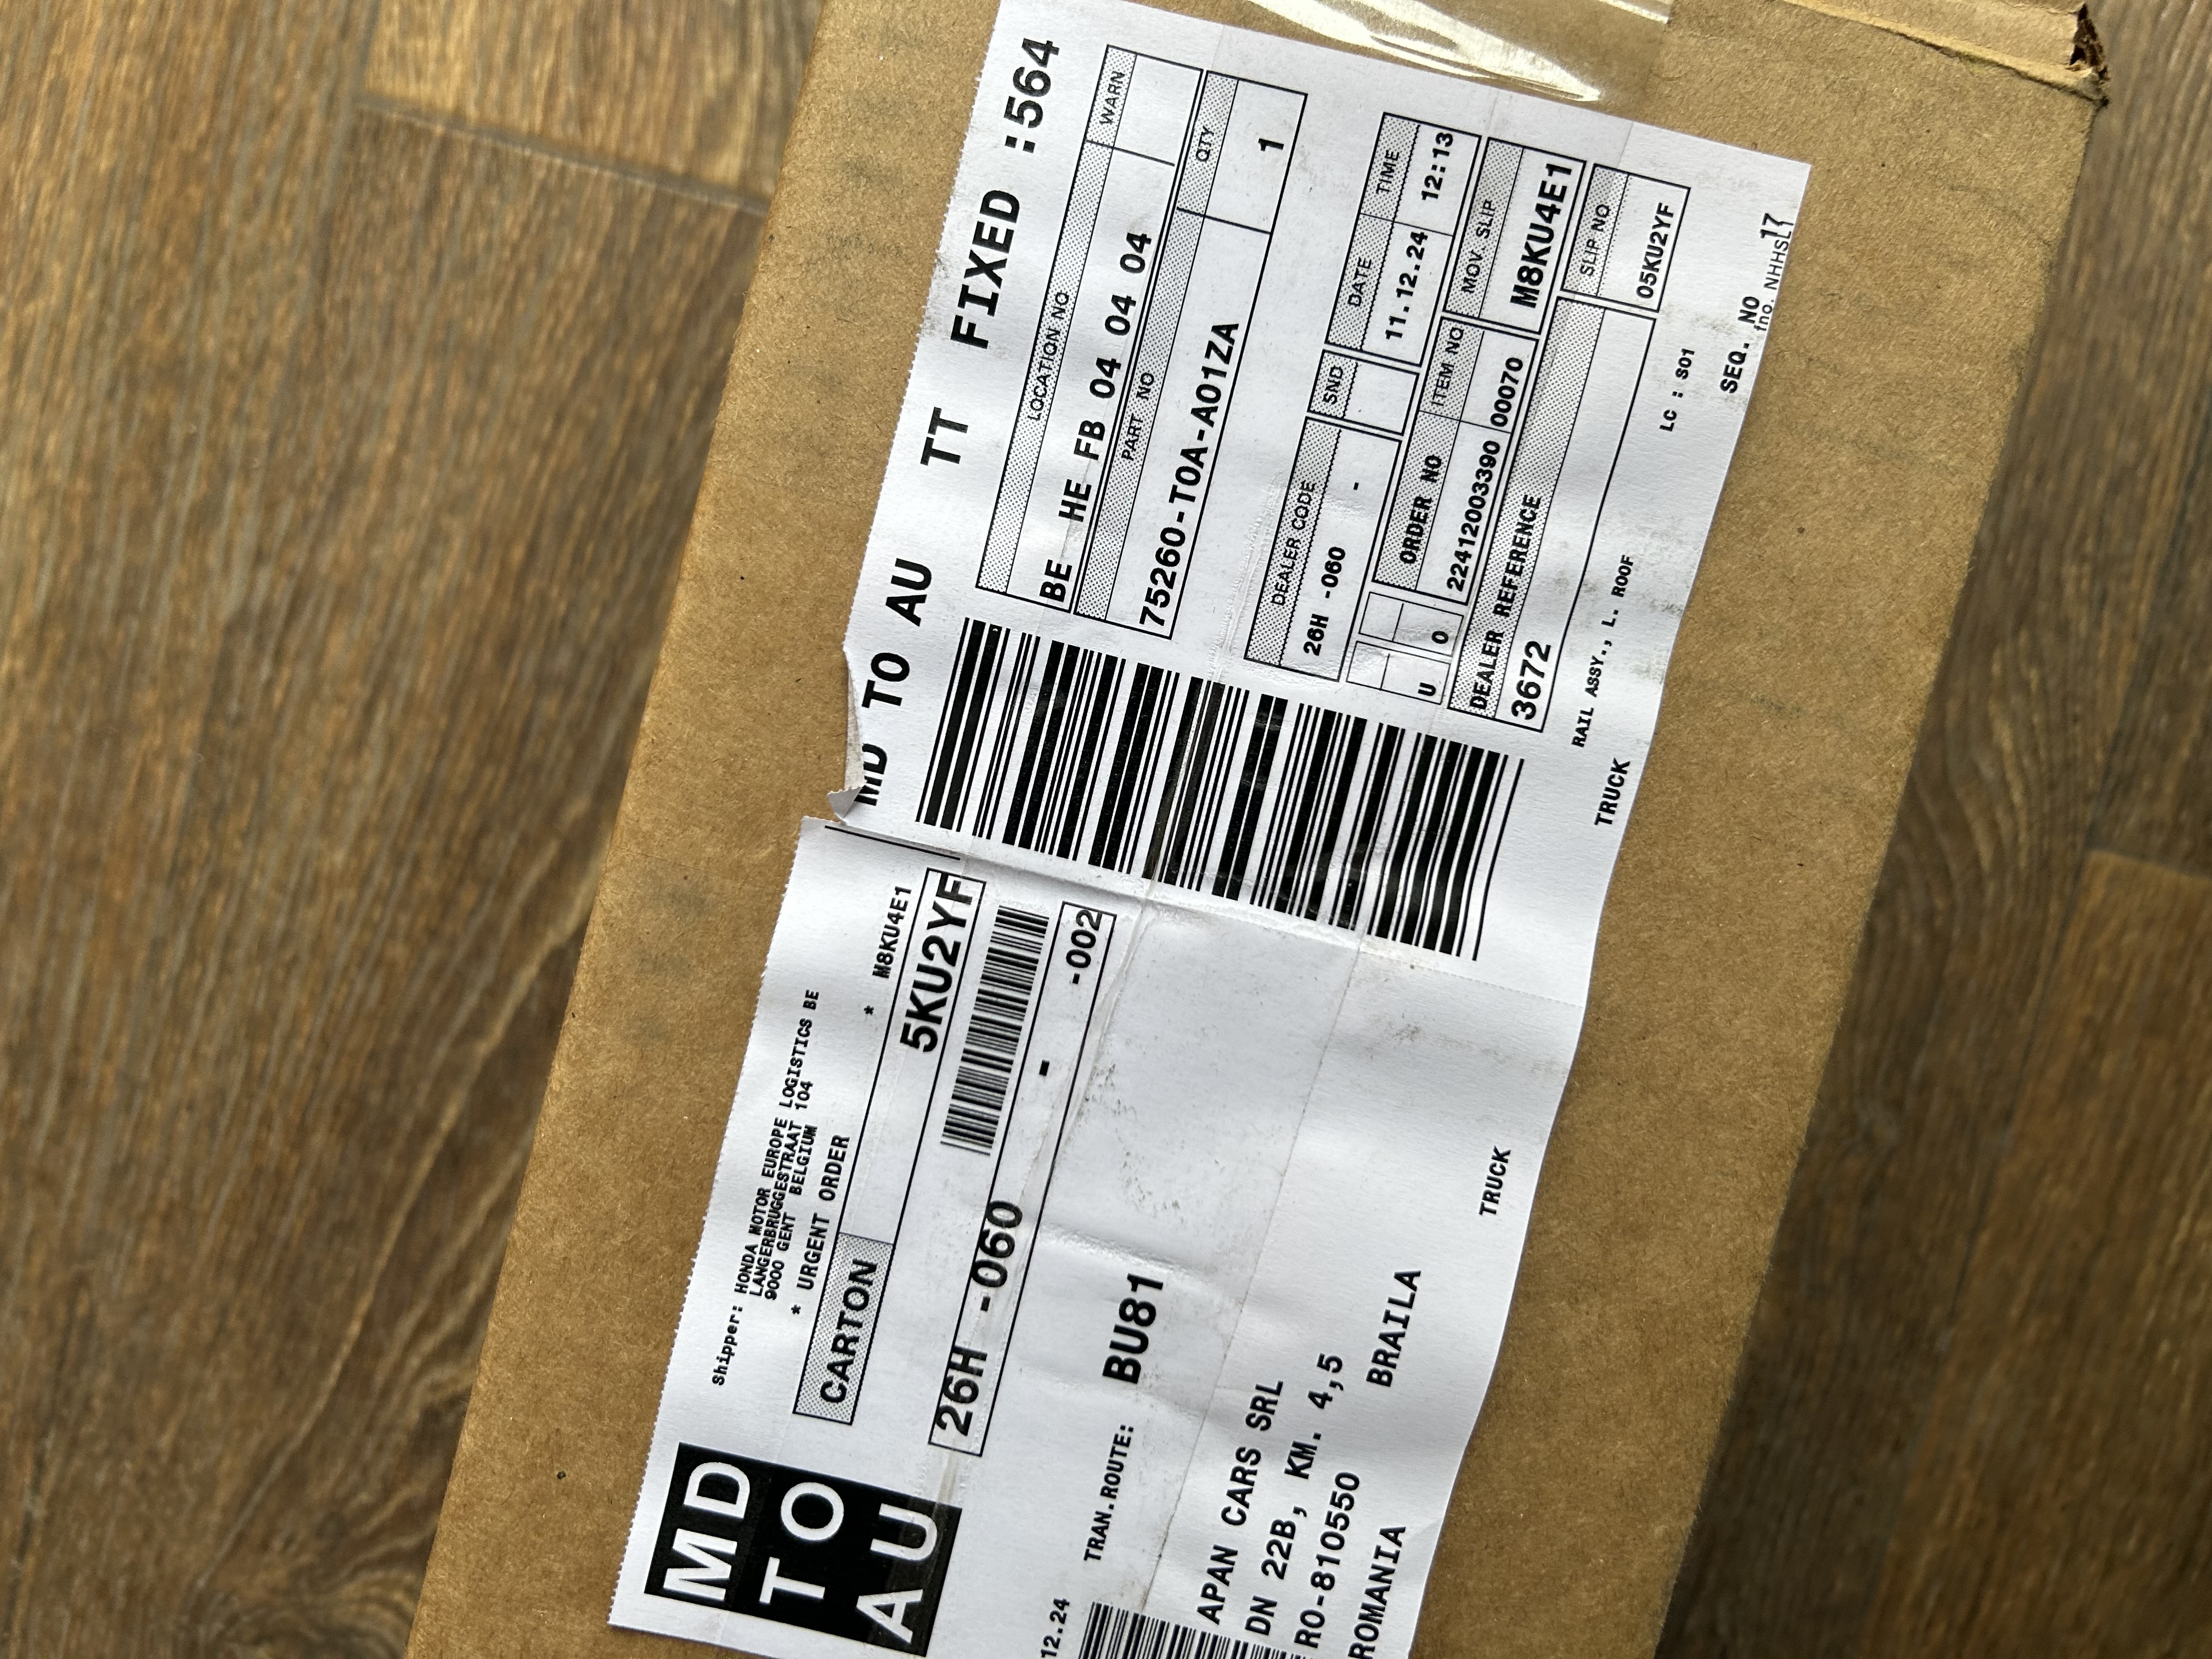 MD
TO
AU
Shipper: HONDA MOTOR EUROPE LOGISTICS BE
LANGERBRUGGESTRAAT 104
9000 GENT BELGIUM
* URGENT ORDER * M8KU4E1
CARTON 5KU2YF
26H -060 - -002
12.24 TRAN.ROUTE: BU81
APAN CARS SRL
DN 22B, KM. 4,5
RO-810550 BRAILA
ROMANIA TRUCK
MD TO AU TT FIXED :564
LOCATION NO WARN
BE HE FB 04 04 04
PART NO QTY
75260-T0A-A01ZA 1
DEALER CODE SND DATE TIME
26H -060 - 11.12.24 12:13
ORDER NO ITEM NO MOV SLIP
U O 22412003390 00070 M8KU4E1
DEALER REFERENCE SLIP NO
3672 05KU2YF
RAIL ASSY., L. ROOF LC : S01
TRUCK SEQ. NO 17